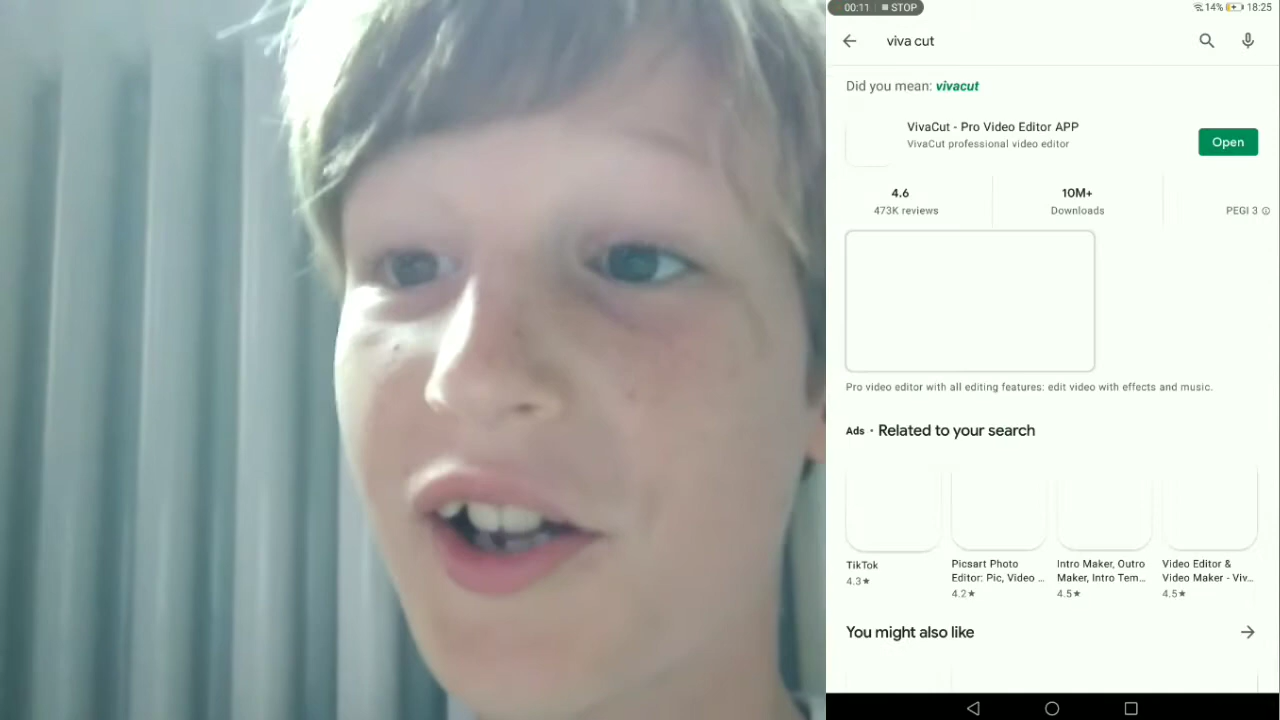 00:11 STOP
14% 18:25
viva cut
Did you mean: vivacut
VivaCut - Pro Video Editor APP
VivaCut professional video editor
Open
4.6
473K reviews
10M+
Downloads
PEGI 3
Pro video editor with all editing features: edit video with effects and music.
Ads · Related to your search
TikTok
4.3★
Picsart Photo
Editor: Pic, Video ...
4.2★
Intro Maker, Outro
Maker, Intro Tem...
4.5★
Video Editor &
Video Maker - Viv...
4.5★
You might also like